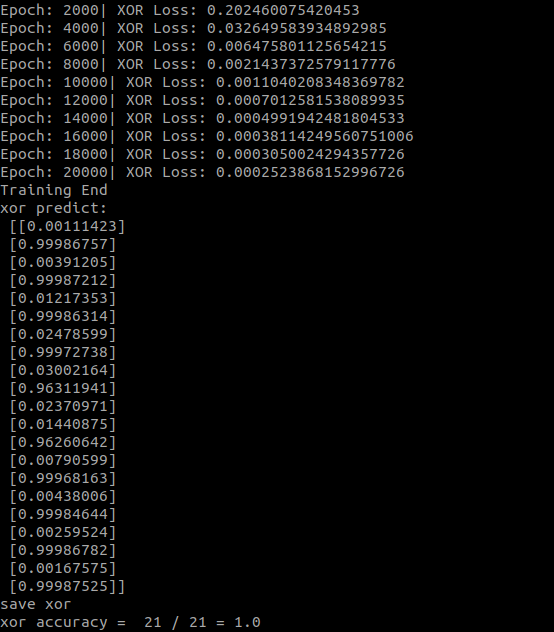 Epoch: 2000| XOR Loss: 0.202460075420453
Epoch: 4000| XOR Loss: 0.032649583934892985
Epoch: 6000| XOR Loss: 0.006475801125654215
Epoch: 8000| XOR Loss: 0.0021437372579117776
Epoch: 10000| XOR Loss: 0.0011040208348369782
Epoch: 12000| XOR Loss: 0.0007012581538089935
Epoch: 14000| XOR Loss: 0.0004991942481804533
Epoch: 16000| XOR Loss: 0.00038114249560751006
Epoch: 18000| XOR Loss: 0.0003050024294357726
Epoch: 20000| XOR Loss: 0.0002523868152996726
Training End
xor predict:
 [[0.00111423]
 [0.99986757]
 [0.00391205]
 [0.99987212]
 [0.01217353]
 [0.99986314]
 [0.02478599]
 [0.99972738]
 [0.03002164]
 [0.96311941]
 [0.02370971]
 [0.01440875]
 [0.96260642]
 [0.00790599]
 [0.99968163]
 [0.00438006]
 [0.99984644]
 [0.00259524]
 [0.99986782]
 [0.00167575]
 [0.99987525]]
save xor
xor accuracy =  21 / 21 = 1.0